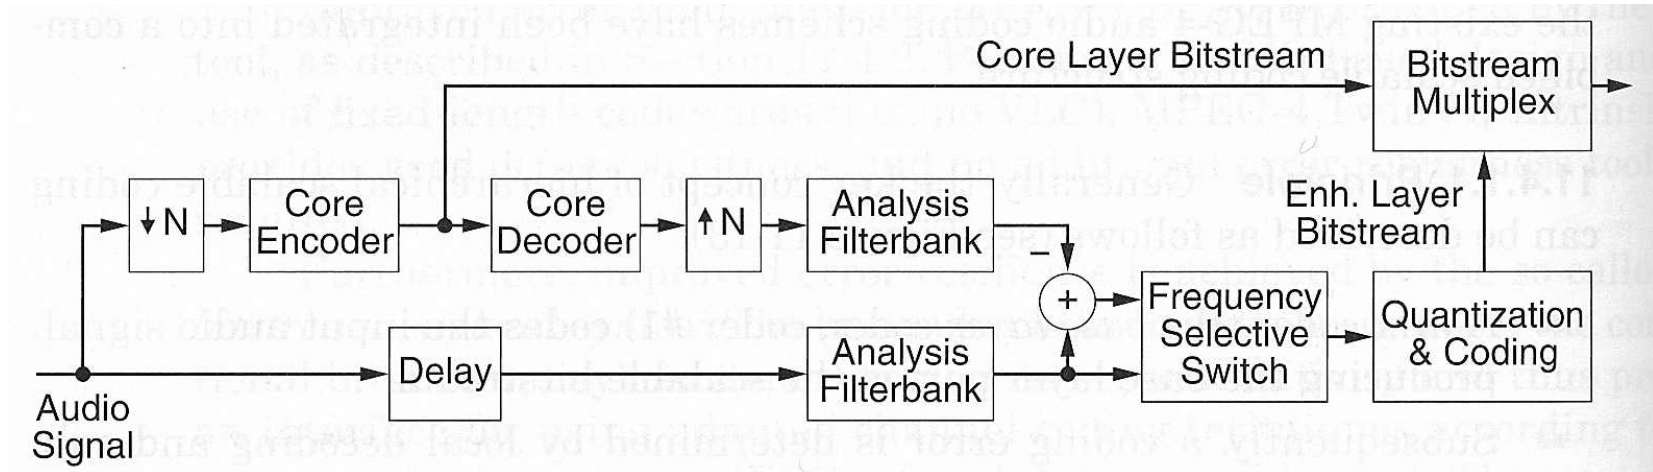 Core Layer Bitstream
Bitstream
Multiplex
↓N
Core
Encoder
Core
Decoder
↑N
Analysis
Filterbank
Enh. Layer
Bitstream
−
+
Frequency
Selective
Switch
Quantization
& Coding
Delay
Analysis
Filterbank
Audio
Signal